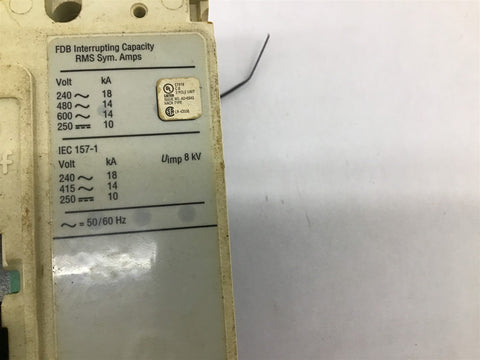 FDB Interrupting Capacity
RMS Sym. Amps
Volt kA
240 ~ 18
480 ~ 14
600 ~ 14
250 ⎓ 10
IEC 157-1
Volt kA Uimp 8 kV
240 ~ 18
415 ~ 14
250 ⎓ 10
~ = 50/60 Hz
f